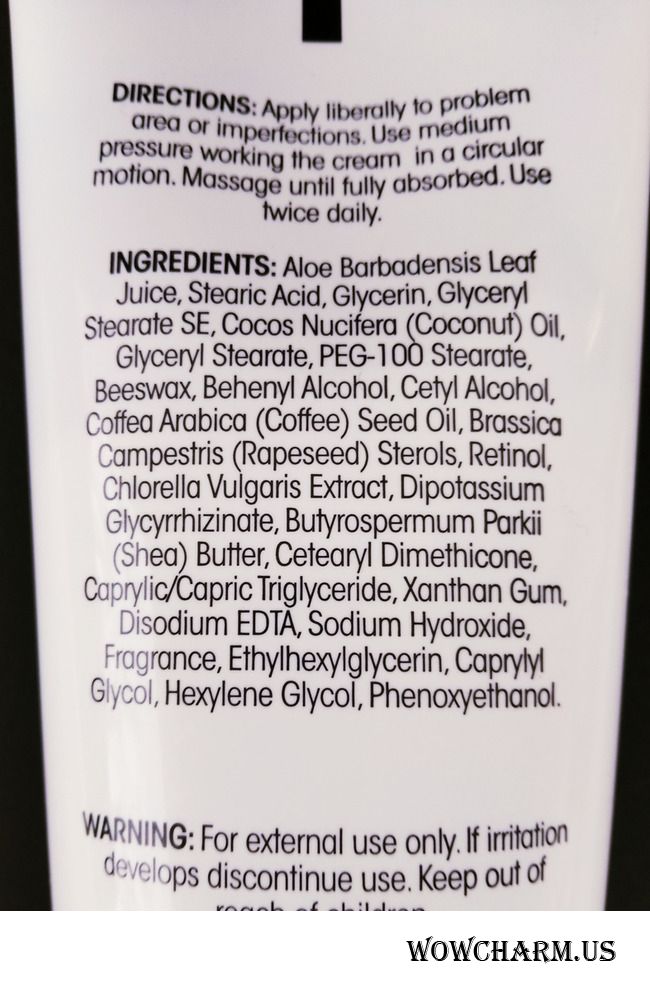 DIRECTIONS: Apply liberally to problem
area or imperfections. Use medium
pressure working the cream in a circular
motion. Massage until fully absorbed. Use
twice daily.
INGREDIENTS: Aloe Barbadensis Leaf
Juice, Stearic Acid, Glycerin, Glyceryl
Stearate SE, Cocos Nucifera (Coconut) Oil,
Glyceryl Stearate, PEG-100 Stearate,
Beeswax, Behenyl Alcohol, Cetyl Alcohol,
Coffea Arabica (Coffee) Seed Oil, Brassica
Campestris (Rapeseed) Sterols, Retinol,
Chlorella Vulgaris Extract, Dipotassium
Glycyrrhizinate, Butyrospermum Parkii
(Shea) Butter, Cetearyl Dimethicone,
Caprylic/Capric Triglyceride, Xanthan Gum,
Disodium EDTA, Sodium Hydroxide,
Fragrance, Ethylhexylglycerin, Caprylyl
Glycol, Hexylene Glycol, Phenoxyethanol.
WARNING: For external use only. If irritation
develops discontinue use. Keep out of
reach of children.
WOWCHARM.US